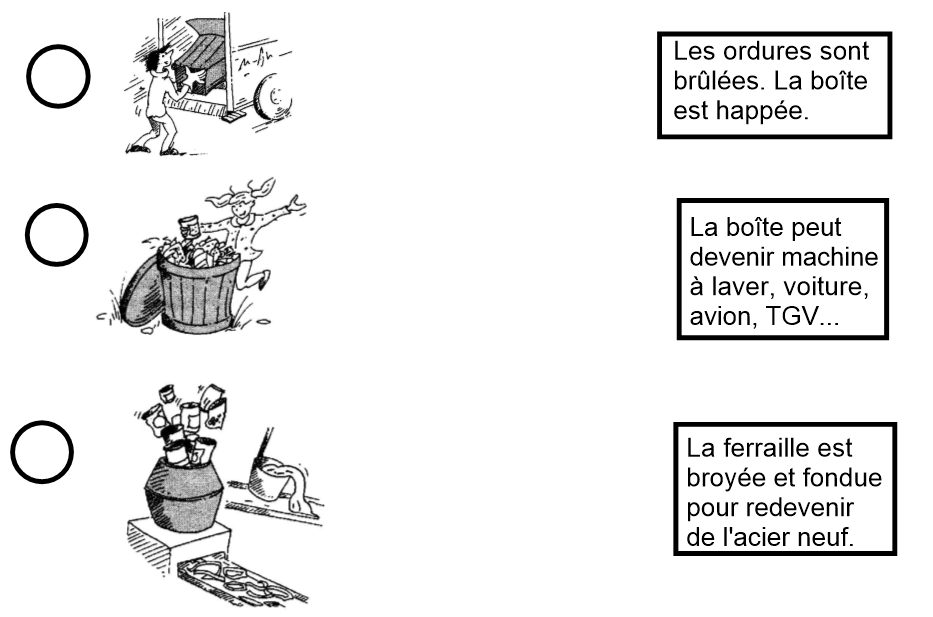 Les ordures sont
brûlées. La boîte
est happée.
La boîte peut
devenir machine
à laver, voiture,
avion, TGV...
La ferraille est
broyée et fondue
pour redevenir
de l'acier neuf.